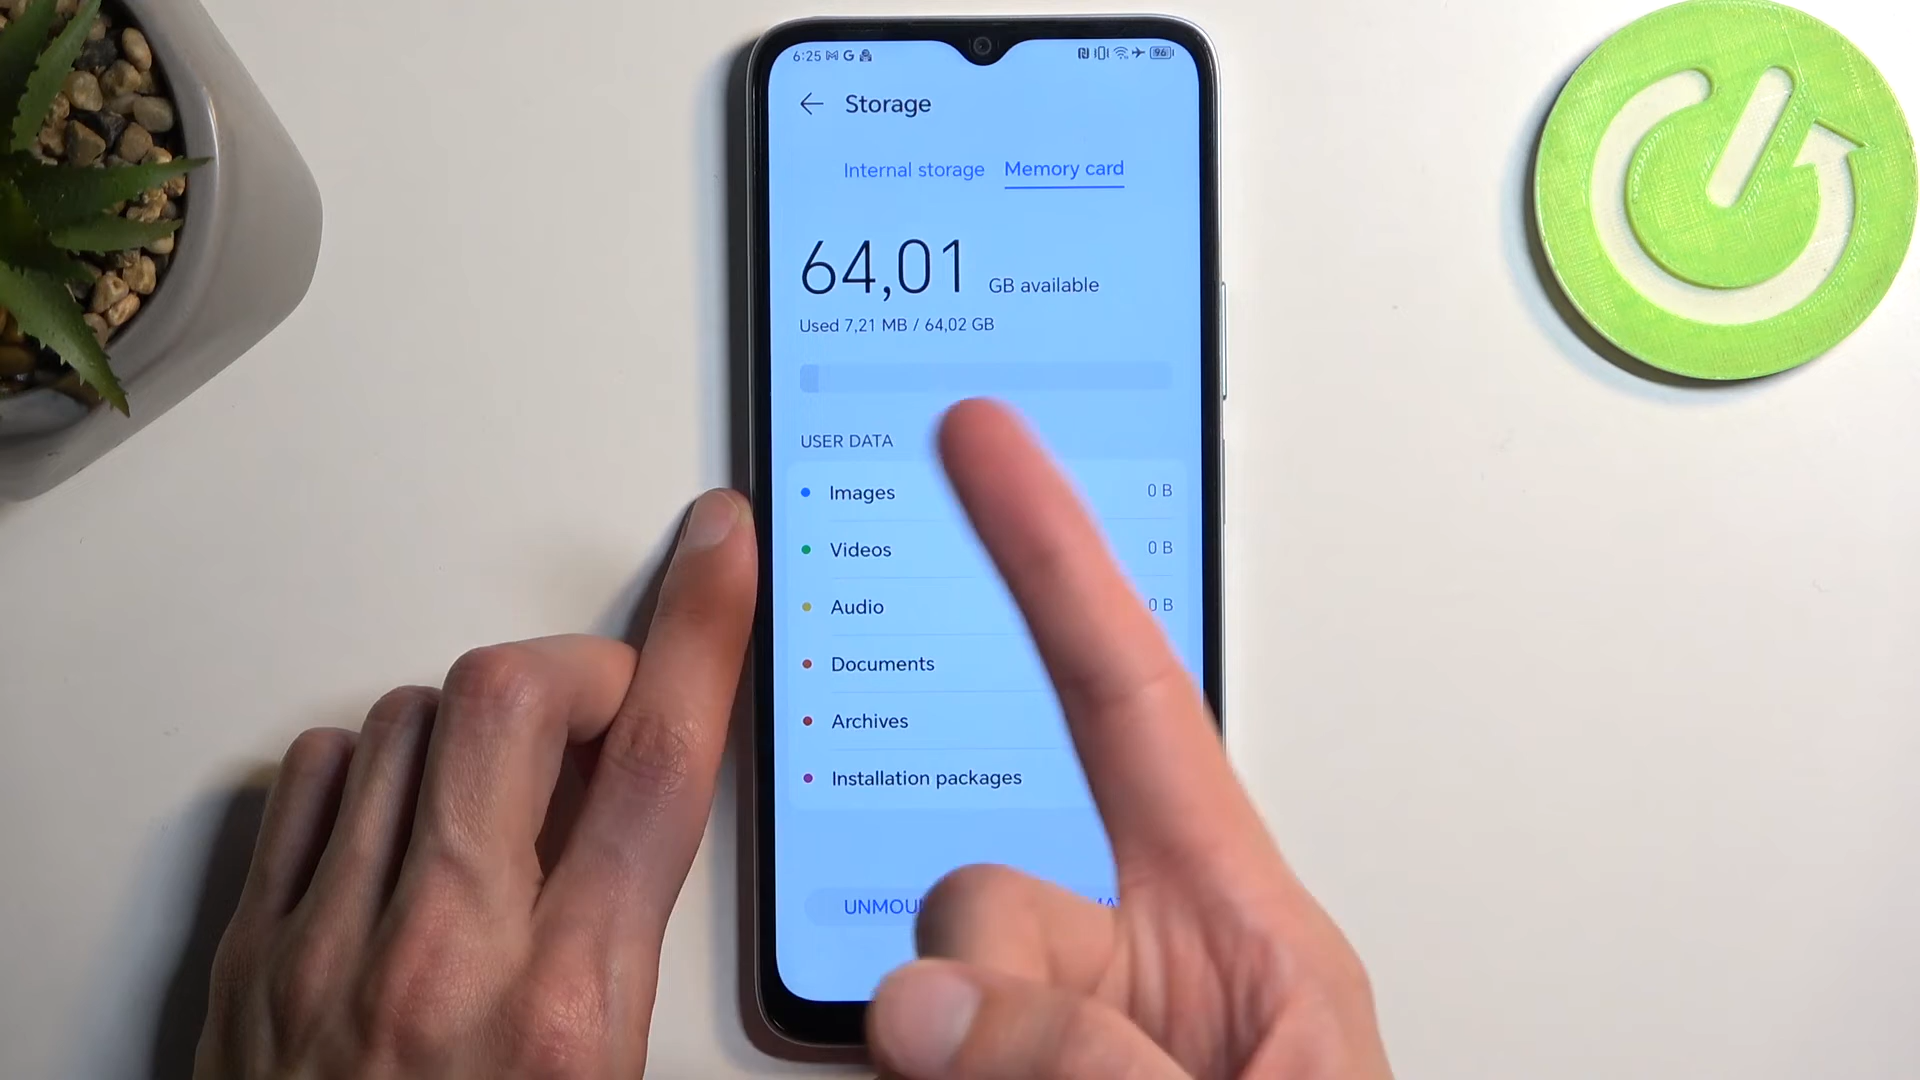 6:25
96
Storage
Internal storage Memory card
64,01 GB available
Used 7,21 MB / 64,02 GB
USER DATA
Images 0 B
Videos 0 B
Audio 0 B
Documents
Archives
Installation packages